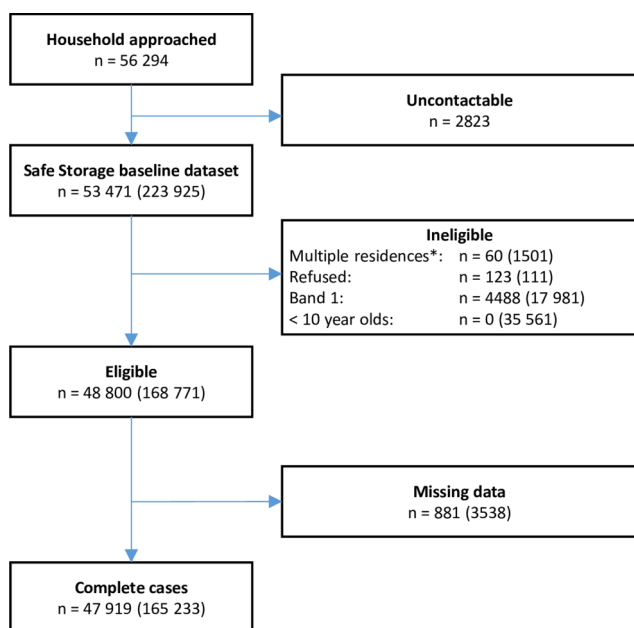 Household approached
n = 56 294
Uncontactable
n = 2823
Safe Storage baseline dataset
n = 53 471 (223 925)
Ineligible
Multiple residences*: n = 60 (1501)
Refused: n = 123 (111)
Band 1: n = 4488 (17 981)
< 10 year olds: n = 0 (35 561)
Eligible
n = 48 800 (168 771)
Missing data
n = 881 (3538)
Complete cases
n = 47 919 (165 233)